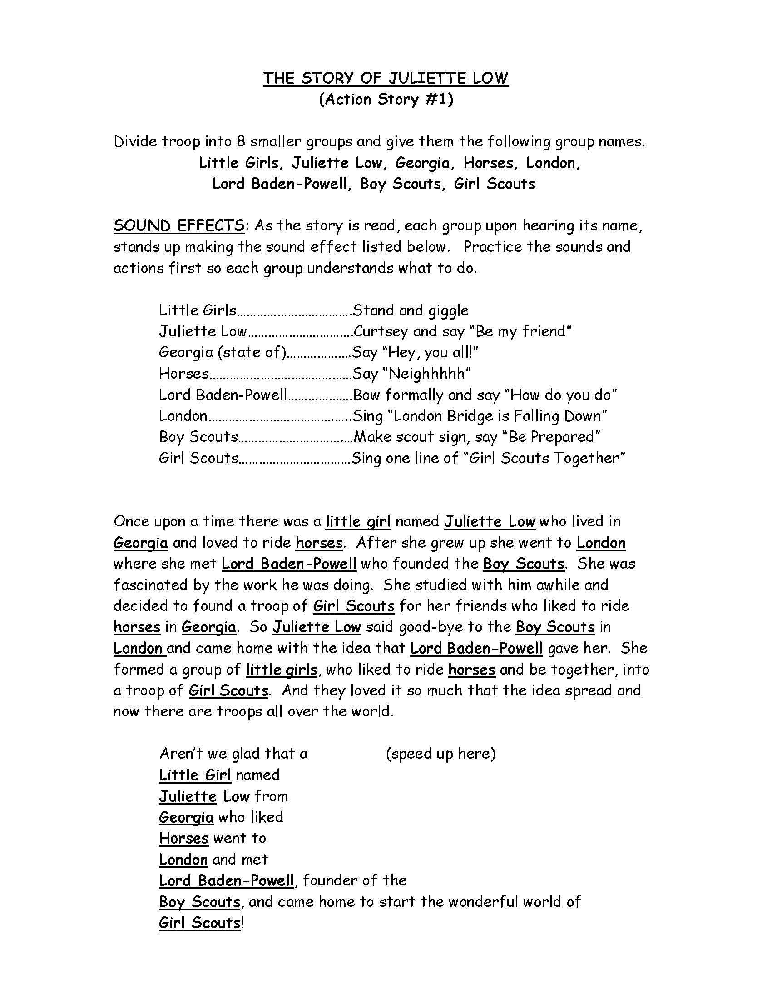 THE STORY OF JULIETTE LOW
(Action Story #1)
Divide troop into 8 smaller groups and give them the following group names.
Little Girls, Juliette Low, Georgia, Horses, London,
Lord Baden-Powell, Boy Scouts, Girl Scouts
SOUND EFFECTS: As the story is read, each group upon hearing its name,
stands up making the sound effect listed below.   Practice the sounds and
actions first so each group understands what to do.
Little Girls…………………………….Stand and giggle
Juliette Low………………………….Curtsey and say “Be my friend”
Georgia (state of)……………….Say “Hey, you all!”
Horses……………………………………Say “Neighhhhh”
Lord Baden-Powell……………….Bow formally and say “How do you do”
London……………………………….…..Sing “London Bridge is Falling Down”
Boy Scouts………………………….…Make scout sign, say “Be Prepared”
Girl Scouts……………………………Sing one line of “Girl Scouts Together”
Once upon a time there was a little girl named Juliette Low who lived in
Georgia and loved to ride horses.  After she grew up she went to London
where she met Lord Baden-Powell who founded the Boy Scouts.  She was
fascinated by the work he was doing.  She studied with him awhile and
decided to found a troop of Girl Scouts for her friends who liked to ride
horses in Georgia.  So Juliette Low said good-bye to the Boy Scouts in
London and came home with the idea that Lord Baden-Powell gave her.  She
formed a group of little girls, who liked to ride horses and be together, into
a troop of Girl Scouts.  And they loved it so much that the idea spread and
now there are troops all over the world.
Aren’t we glad that a (speed up here)
Little Girl named
Juliette Low from
Georgia who liked
Horses went to
London and met
Lord Baden-Powell, founder of the
Boy Scouts, and came home to start the wonderful world of
Girl Scouts!